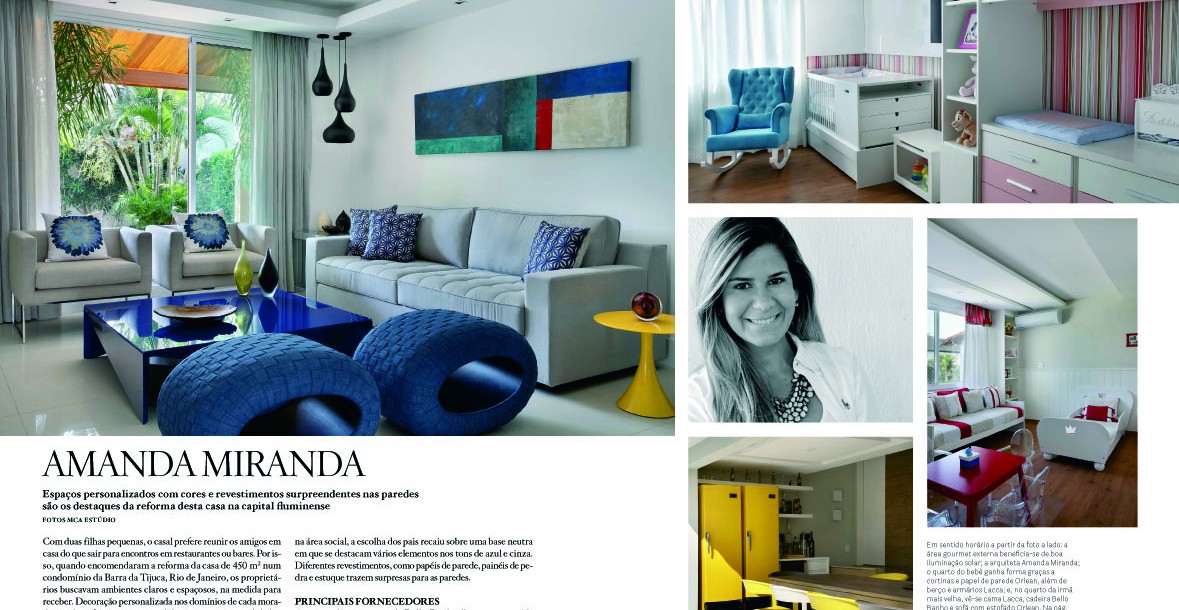 AMANDA MIRANDA
Espaços personalizados com cores e revestimentos surpreendentes nas paredes
são os destaques da reforma desta casa na capital fluminense
FOTOS MCA ESTÚDIO
Com duas filhas pequenas, o casal prefere reunir os amigos em
casa do que sair para encontros em restaurantes ou bares. Por is-
so, quando encomendaram a reforma da casa de 450 m² num
condomínio da Barra da Tijuca, Rio de Janeiro, os proprietá-
rios buscavam ambientes claros e espaçosos, na medida para
receber. Decoração personalizada nos domínios de cada mora-
na área social, a escolha dos pais recaiu sobre uma base neutra
em que se destacam vários elementos nos tons de azul e cinza.
Diferentes revestimentos, como papéis de parede, painéis de pe-
dra e estuque trazem surpresas para as paredes.
PRINCIPAIS FORNECEDORES
Em sentido horário a partir da foto a lado: a
área gourmet externa beneficia-se de boa
iluminação solar; a arquiteta Amanda Miranda;
o quarto do bebê ganha forma graças a
cortinas e papel de parede Orlean, além de
berço e armários Lacca; e, no quarto da irmã
mais velha, vê-se cama Lacca, cadeira Bello
Banho e sofá com estofado Orlean. Na pág.